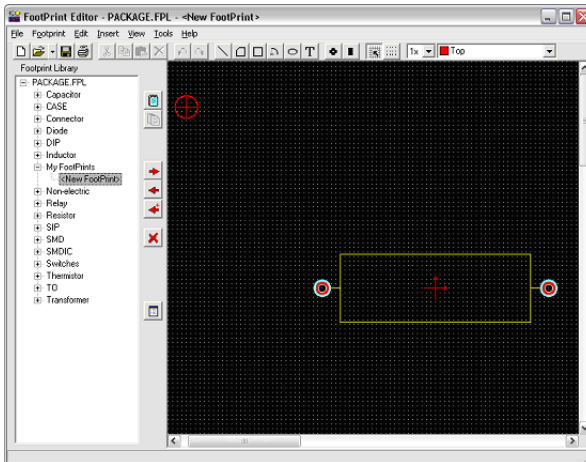 FootPrint Editor - PACKAGE.FPL - <New FootPrint>
File Footprint Edit Insert View Tools Help
T 1x Top
Footprint Library
PACKAGE.FPL
Capacitor
CASE
Connector
Diode
DIP
Inductor
My FootPrints
<New FootPrint>
Non-electric
Relay
Resistor
SIP
SMD
SMDIC
Switches
Thermistor
TO
Transformer